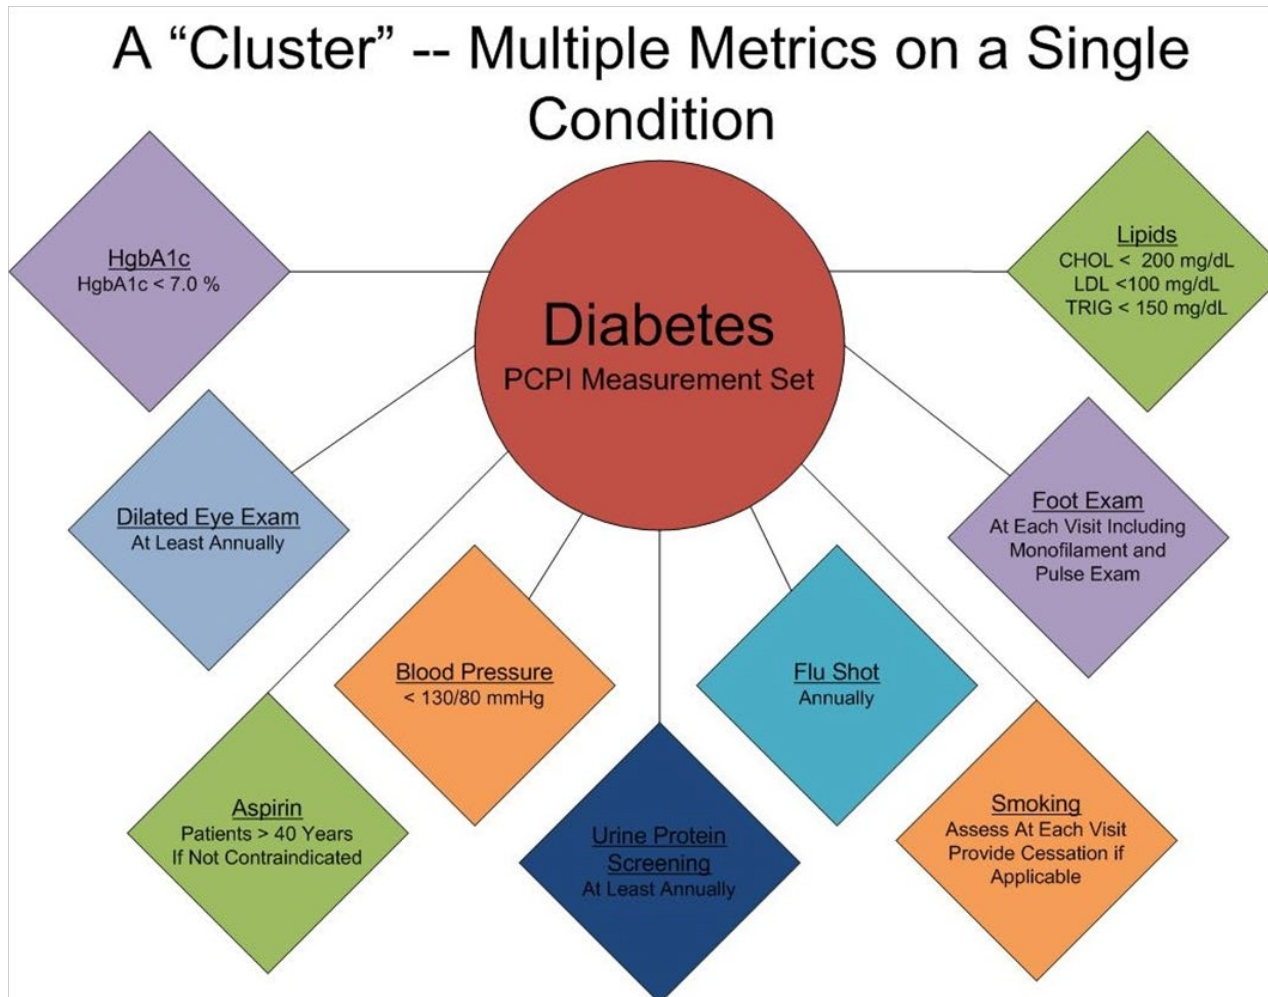 A “Cluster” -- Multiple Metrics on a Single
Condition
HgbA1c
HgbA1c < 7.0 %
Lipids
CHOL < 200 mg/dL
LDL <100 mg/dL
TRIG < 150 mg/dL
Diabetes
PCPI Measurement Set
Dilated Eye Exam
At Least Annually
Foot Exam
At Each Visit Including
Monofilament and
Pulse Exam
Blood Pressure
< 130/80 mmHg
Flu Shot
Annually
Aspirin
Patients > 40 Years
If Not Contraindicated
Urine Protein
Screening
At Least Annually
Smoking
Assess At Each Visit
Provide Cessation if
Applicable